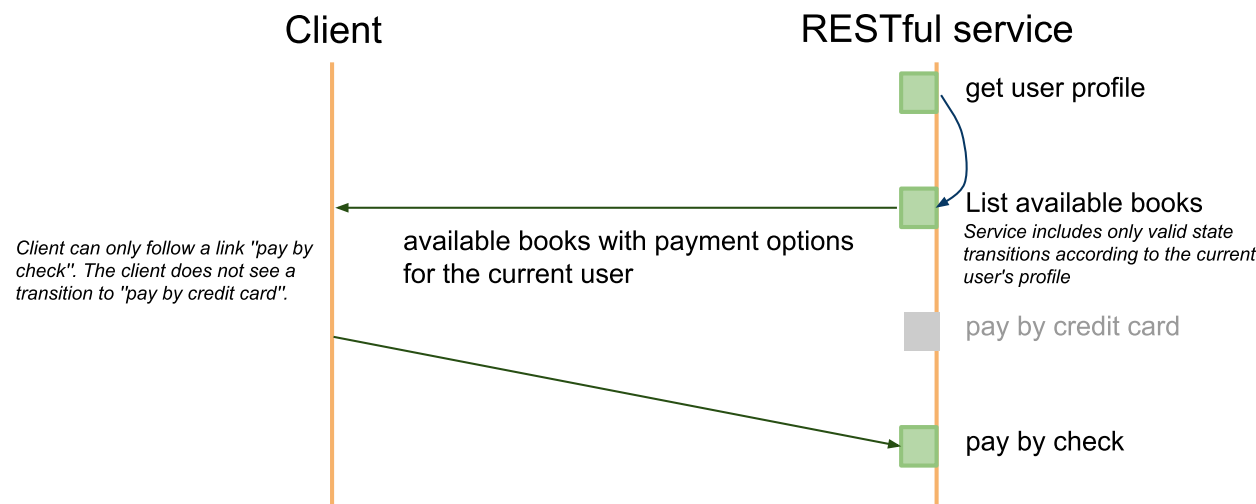 Client
RESTful service
get user profile
List available books
Service includes only valid state
transitions according to the current
user's profile
available books with payment options
for the current user
Client can only follow a link "pay by
check". The client does not see a
transition to "pay by credit card".
pay by credit card
pay by check